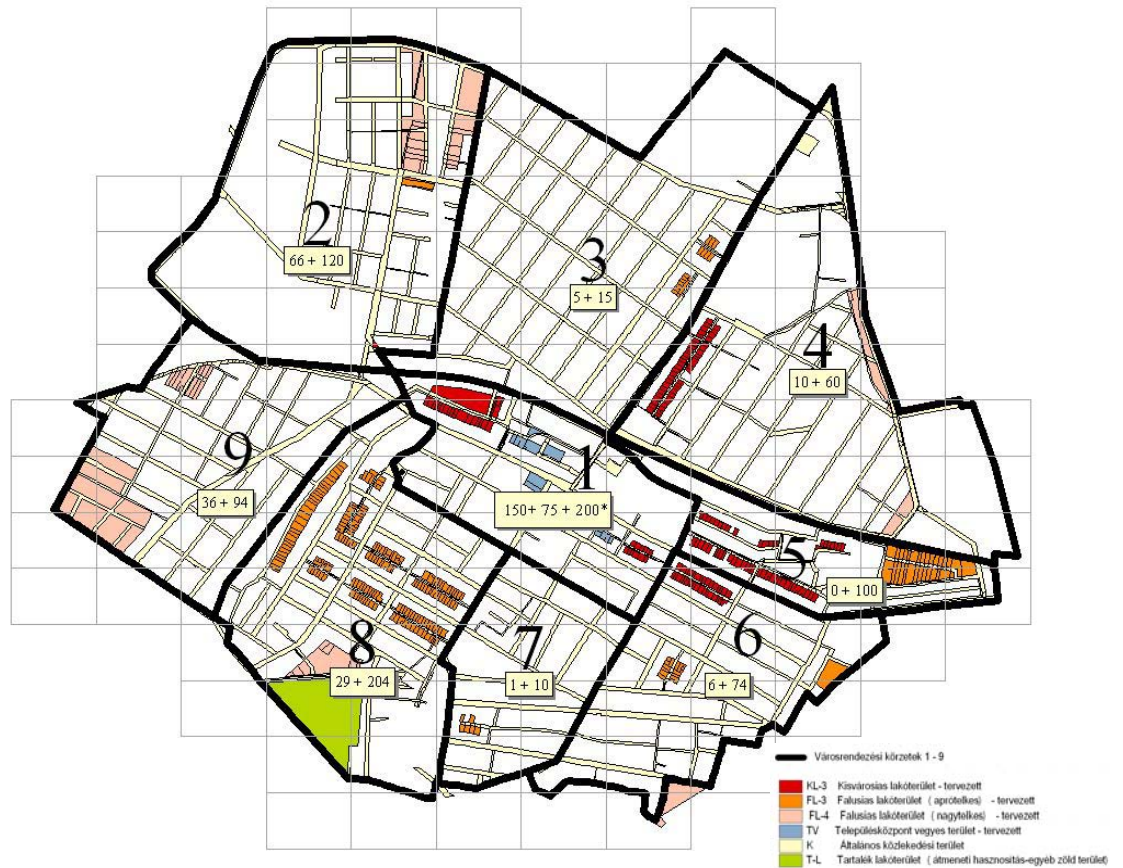 2
66 + 120
3
5 + 15
4
10 + 60
9
36 + 94
1
150+ 75 + 200*
5
0 + 100
8
29 + 204
7
1 + 10
6
6 + 74
Városrendezési körzetek 1 - 9
KL-3 Kisvárosias lakóterület - tervezett
FL-3 Falusias lakóterület ( aprótelkes) - tervezett
FL-4 Falusias lakóterület ( nagytelkes) - tervezett
TV Településközpont vegyes terület - tervezett
K Általános közlekedési terület
T-L Tartalék lakóterület ( átmeneti hasznosítás-egyéb zöld terület)